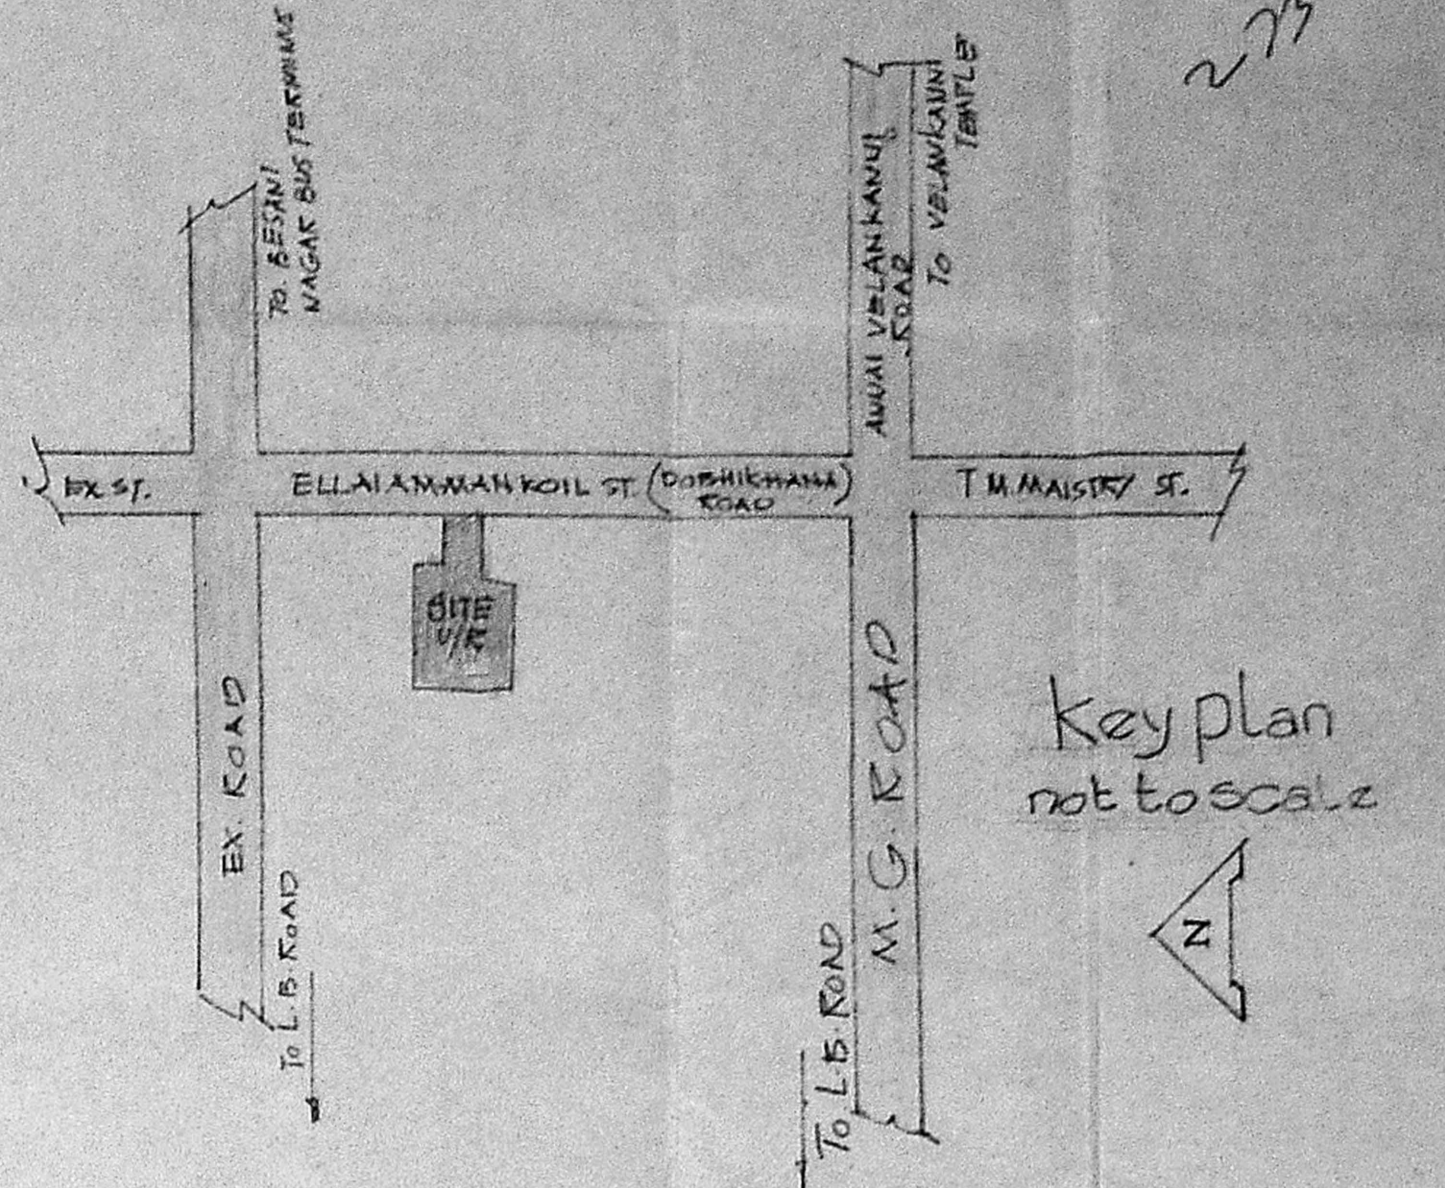 TO. BESANT
NAGAR BUS TERMINUS
ANNAI VELANKANNI
ROAD
TO VELANKANNI
TEMPLE
EX ST.
ELLAIAMMAN KOIL ST. (DOBHIKHANA
ROAD)
T M. MAISTRY ST.
SITE
U/R
EX. ROAD
M. G. ROAD
To L. B. ROAD
To L.B. ROAD
Key plan
not to scale
N